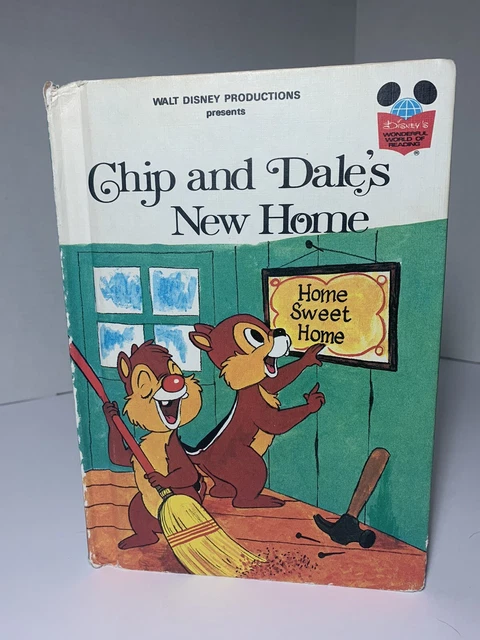 WALT DISNEY PRODUCTIONS
presents
Disney's
WONDERFUL
WORLD OF
READING
®
Chip and Dale's
New Home
Home
Sweet
Home